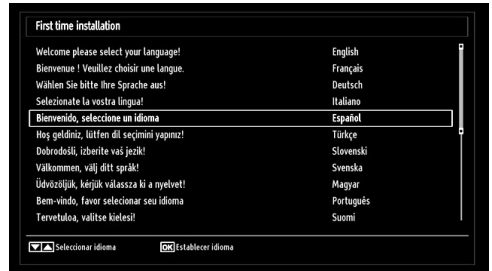 First time installation
Welcome please select your language! English
Bienvenue ! Veuillez choisir une langue. Français
Wählen Sie bitte Ihre Sprache aus! Deutsch
Selezionate la vostra lingua! Italiano
Bienvenido, seleccione un idioma Español
Hoş geldiniz, lütfen dil seçimini yapınız! Türkçe
Dobrodošli, izberite vaš jezik! Slovenski
Välkommen, välj ditt språk! Svenska
Üdvözöljük, kérjük válassza ki a nyelvet! Magyar
Bem-vindo, favor selecionar seu idioma Português
Tervetuloa, valitse kielesi! Suomi
Seleccionar idioma OK Establecer idioma